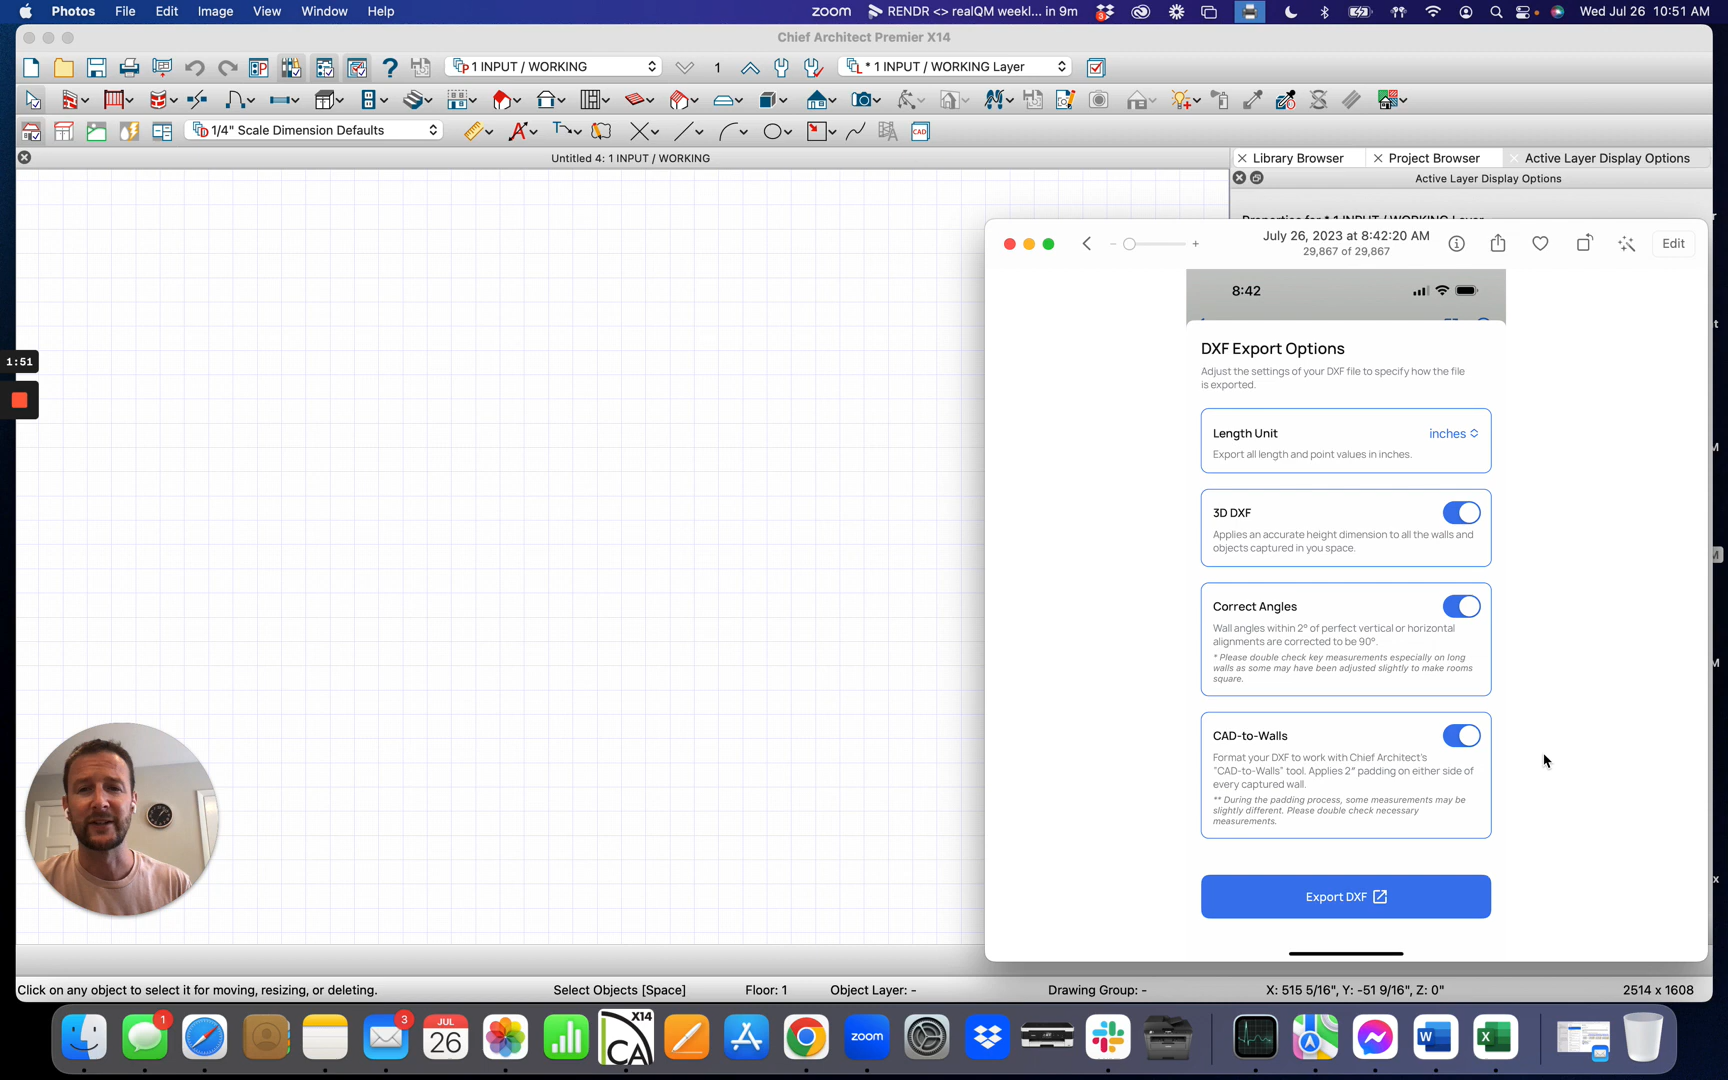 Photos File Edit Image View Window Help
zoom RENDR <> realQM weekl... in 9m 3 Wed Jul 26 10:51 AM
Chief Architect Premier X14
1 INPUT / WORKING 1 * 1 INPUT / WORKING Layer
1/4" Scale Dimension Defaults CAD
Untitled 4: 1 INPUT / WORKING
Library Browser Project Browser Active Layer Display Options
Active Layer Display Options
July 26, 2023 at 8:42:20 AM
29,867 of 29,867
Edit
8:42
DXF Export Options
Adjust the settings of your DXF file to specify how the file
is exported.
Length Unit inches
Export all length and point values in inches.
3D DXF
Applies an accurate height dimension to all the walls and
objects captured in you space.
Correct Angles
Wall angles within 2° of perfect vertical or horizontal
alignments are corrected to be 90°.
* Please double check key measurements especially on long
walls as some may have been adjusted slightly to make rooms
square.
CAD-to-Walls
Format your DXF to work with Chief Architect's
"CAD-to-Walls" tool. Applies 2" padding on either side of
every captured wall.
** During the padding process, some measurements may be
slightly different. Please double check necessary
measurements.
Export DXF
1:51
Click on any object to select it for moving, resizing, or deleting. Select Objects [Space] Floor: 1 Object Layer: - Drawing Group: - X: 515 5/16", Y: -51 9/16", Z: 0" 2514 x 1608
1 3 JUL 26 X14 CA zoom W X